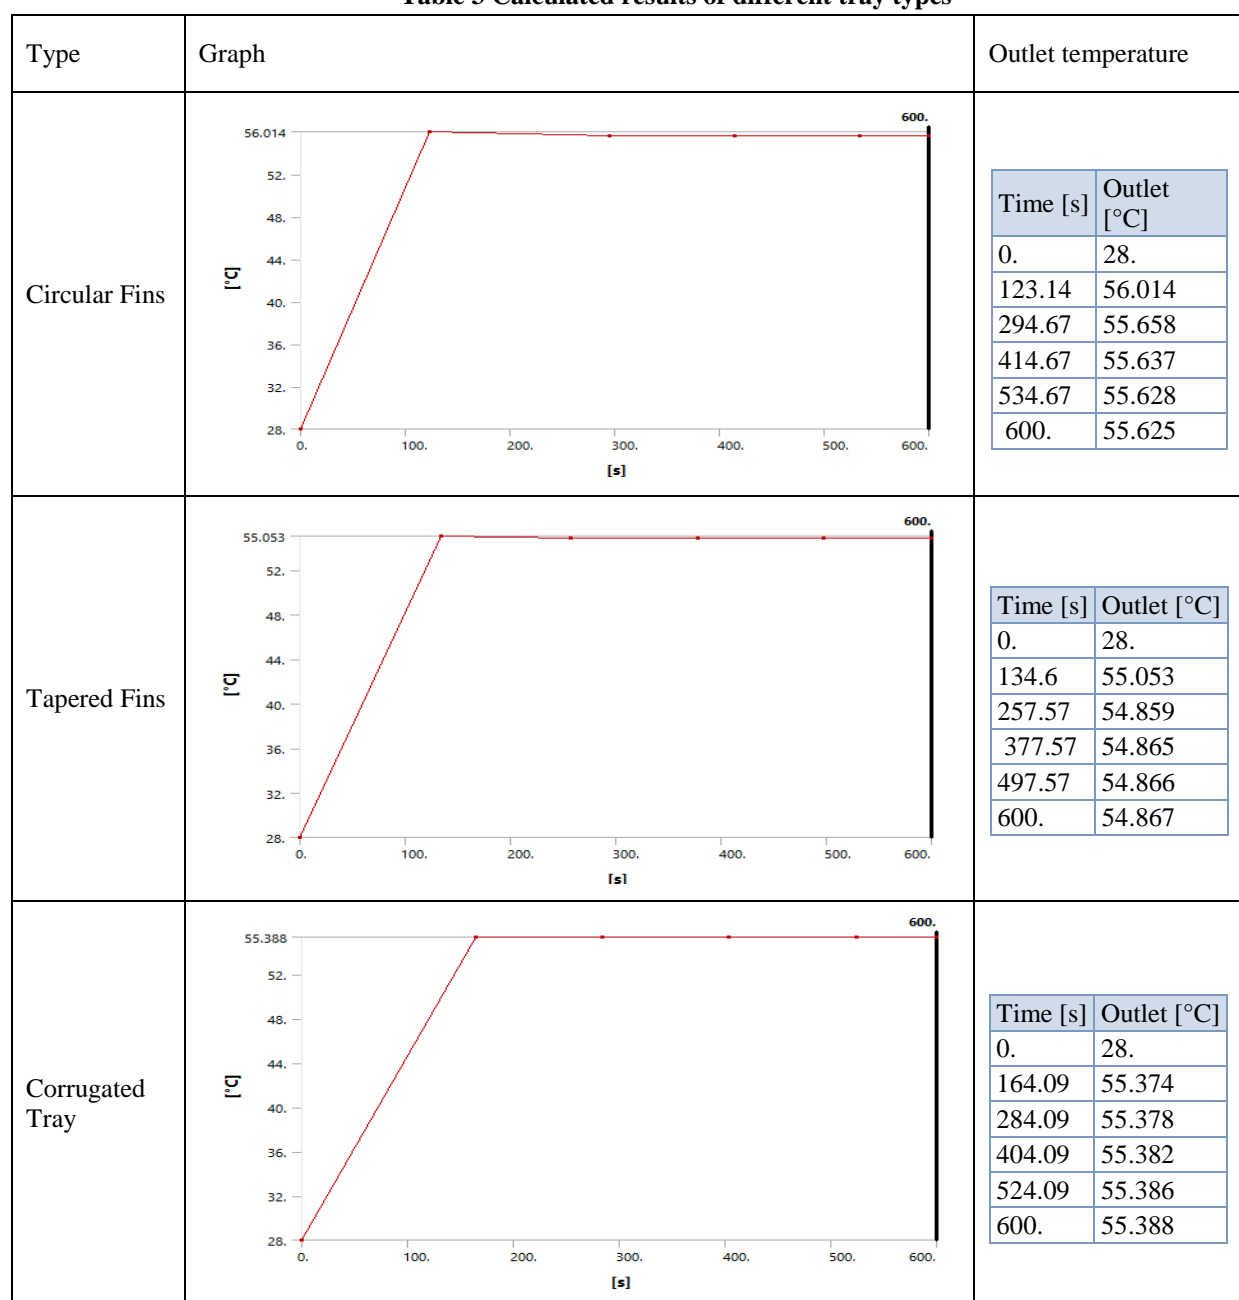 Table 3 Calculated results of different tray types
Type Graph Outlet temperature
Circular Fins
600.
56.014
52.
48.
44.
40.
36.
32.
28.
[°C]
0. 100. 200. 300. 400. 500. 600.
[s]
Time [s] Outlet [°C]
0. 28.
123.14 56.014
294.67 55.658
414.67 55.637
534.67 55.628
600. 55.625
Tapered Fins
600.
55.053
52.
48.
44.
40.
36.
32.
28.
[°C]
0. 100. 200. 300. 400. 500. 600.
[s]
Time [s] Outlet [°C]
0. 28.
134.6 55.053
257.57 54.859
377.57 54.865
497.57 54.866
600. 54.867
Corrugated
Tray
600.
55.388
52.
48.
44.
40.
36.
32.
28.
[°C]
0. 100. 200. 300. 400. 500. 600.
[s]
Time [s] Outlet [°C]
0. 28.
164.09 55.374
284.09 55.378
404.09 55.382
524.09 55.386
600. 55.388